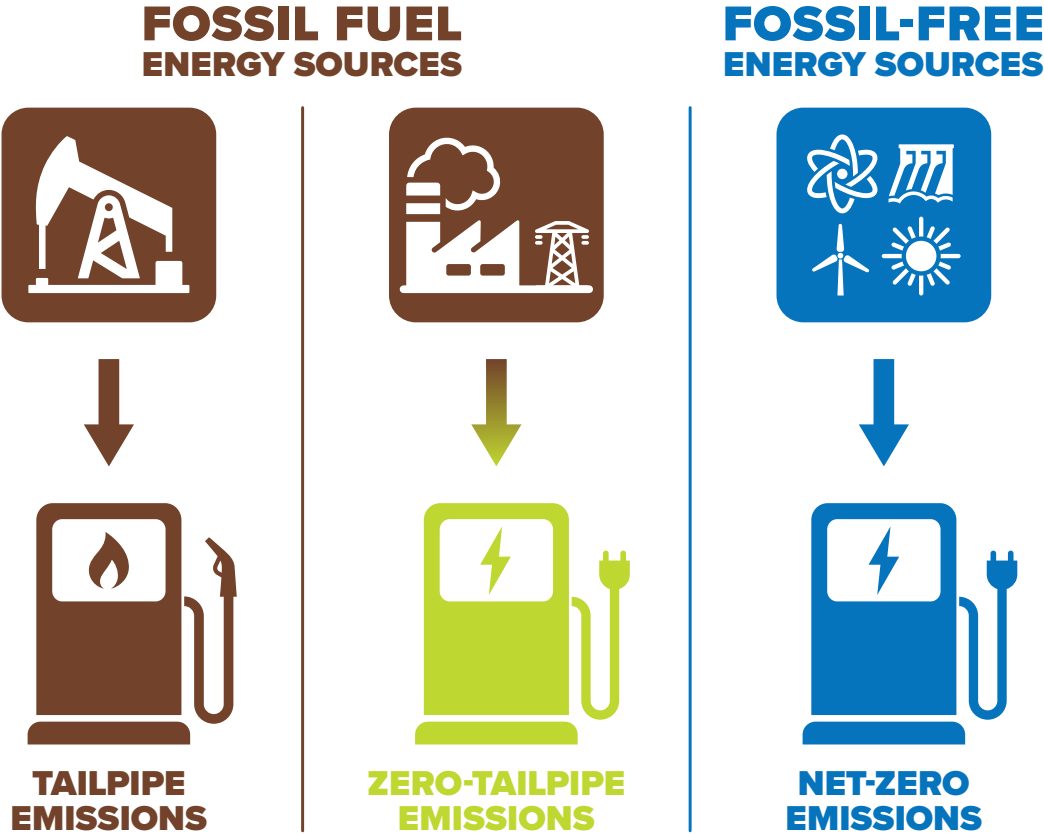 FOSSIL FUEL
ENERGY SOURCES
FOSSIL-FREE
ENERGY SOURCES
TAILPIPE
EMISSIONS
ZERO-TAILPIPE
EMISSIONS
NET-ZERO
EMISSIONS